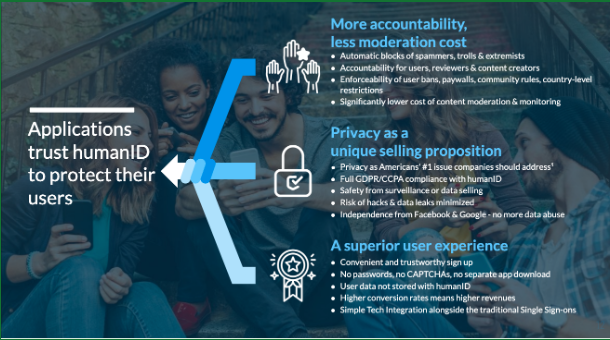 More accountability,
less moderation cost
• Automatic blocks of spammers, trolls & extremists
• Accountability for users, reviewers & content creators
• Enforceability of user bans, paywalls, community rules, country-level
restrictions
• Significantly lower cost of content moderation & monitoring
Applications
trust humanID
to protect their
users
Privacy as a
unique selling proposition
• Privacy as Americans' #1 issue companies should address¹
• Full GDPR/CCPA compliance with humanID
• Safety from surveillance or data selling
• Risk of hacks & data leaks minimized
• Independence from Facebook & Google - no more data abuse
A superior user experience
• Convenient and trustworthy sign up
• No passwords, no CAPTCHAs, no separate app download
• User data not stored with humanID
• Higher conversion rates means higher revenues
• Simple Tech Integration alongside the traditional Single Sign-ons